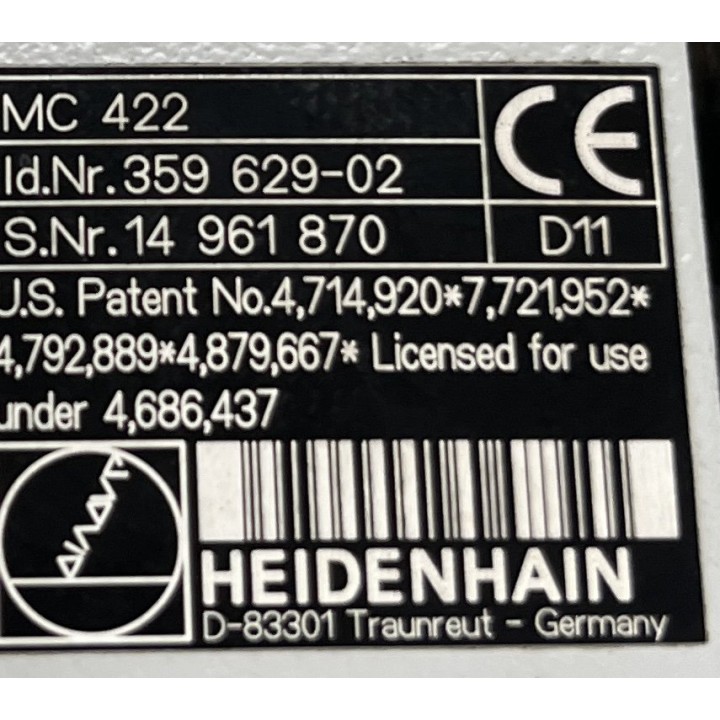 MC 422
CE
Id.Nr.359 629-02
S.Nr.14 961 870
D11
U.S. Patent No.4,714,920*7,721,952*
4,792,889*4,879,667* Licensed for use
under 4,686,437
HEIDENHAIN
D-83301 Traunreut - Germany